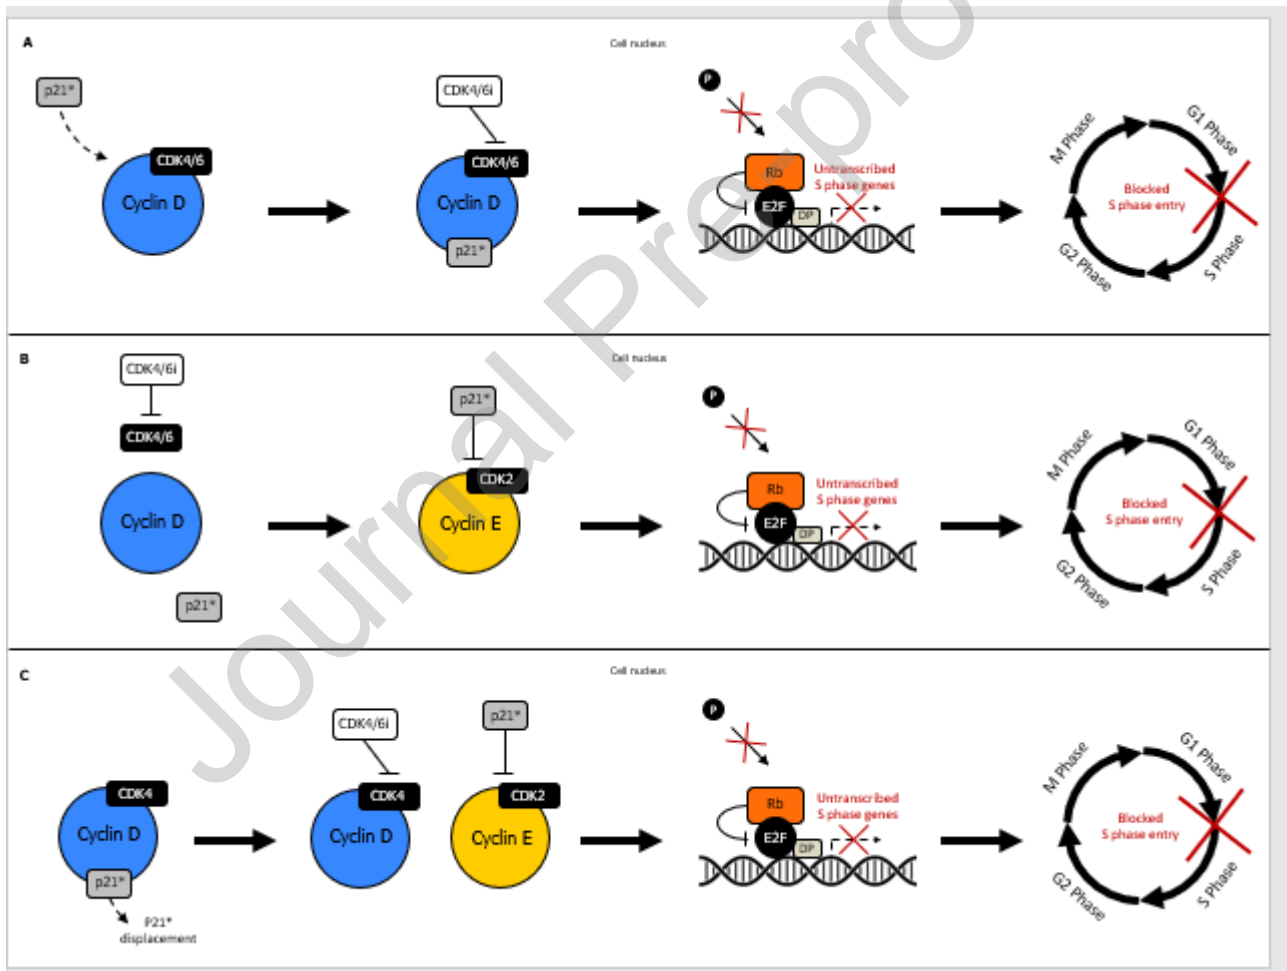 A
Cell nucleus
p21*
CDK4/6
Cyclin D
CDK4/6i
CDK4/6
Cyclin D
p21*
P
Rb
E2F
DP
Untranscribed
S phase genes
M Phase
G1 Phase
Blocked
S phase entry
G2 Phase
S Phase
B
Cell nucleus
CDK4/6i
CDK4/6
Cyclin D
p21*
p21*
CDK2
Cyclin E
P
Rb
E2F
DP
Untranscribed
S phase genes
M Phase
G1 Phase
Blocked
S phase entry
G2 Phase
S Phase
C
Cell nucleus
CDK4
Cyclin D
p21*
P21*
displacement
CDK4/6i
CDK4
Cyclin D
p21*
CDK2
Cyclin E
P
Rb
E2F
DP
Untranscribed
S phase genes
M Phase
G1 Phase
Blocked
S phase entry
G2 Phase
S Phase
Journal Pre-pro